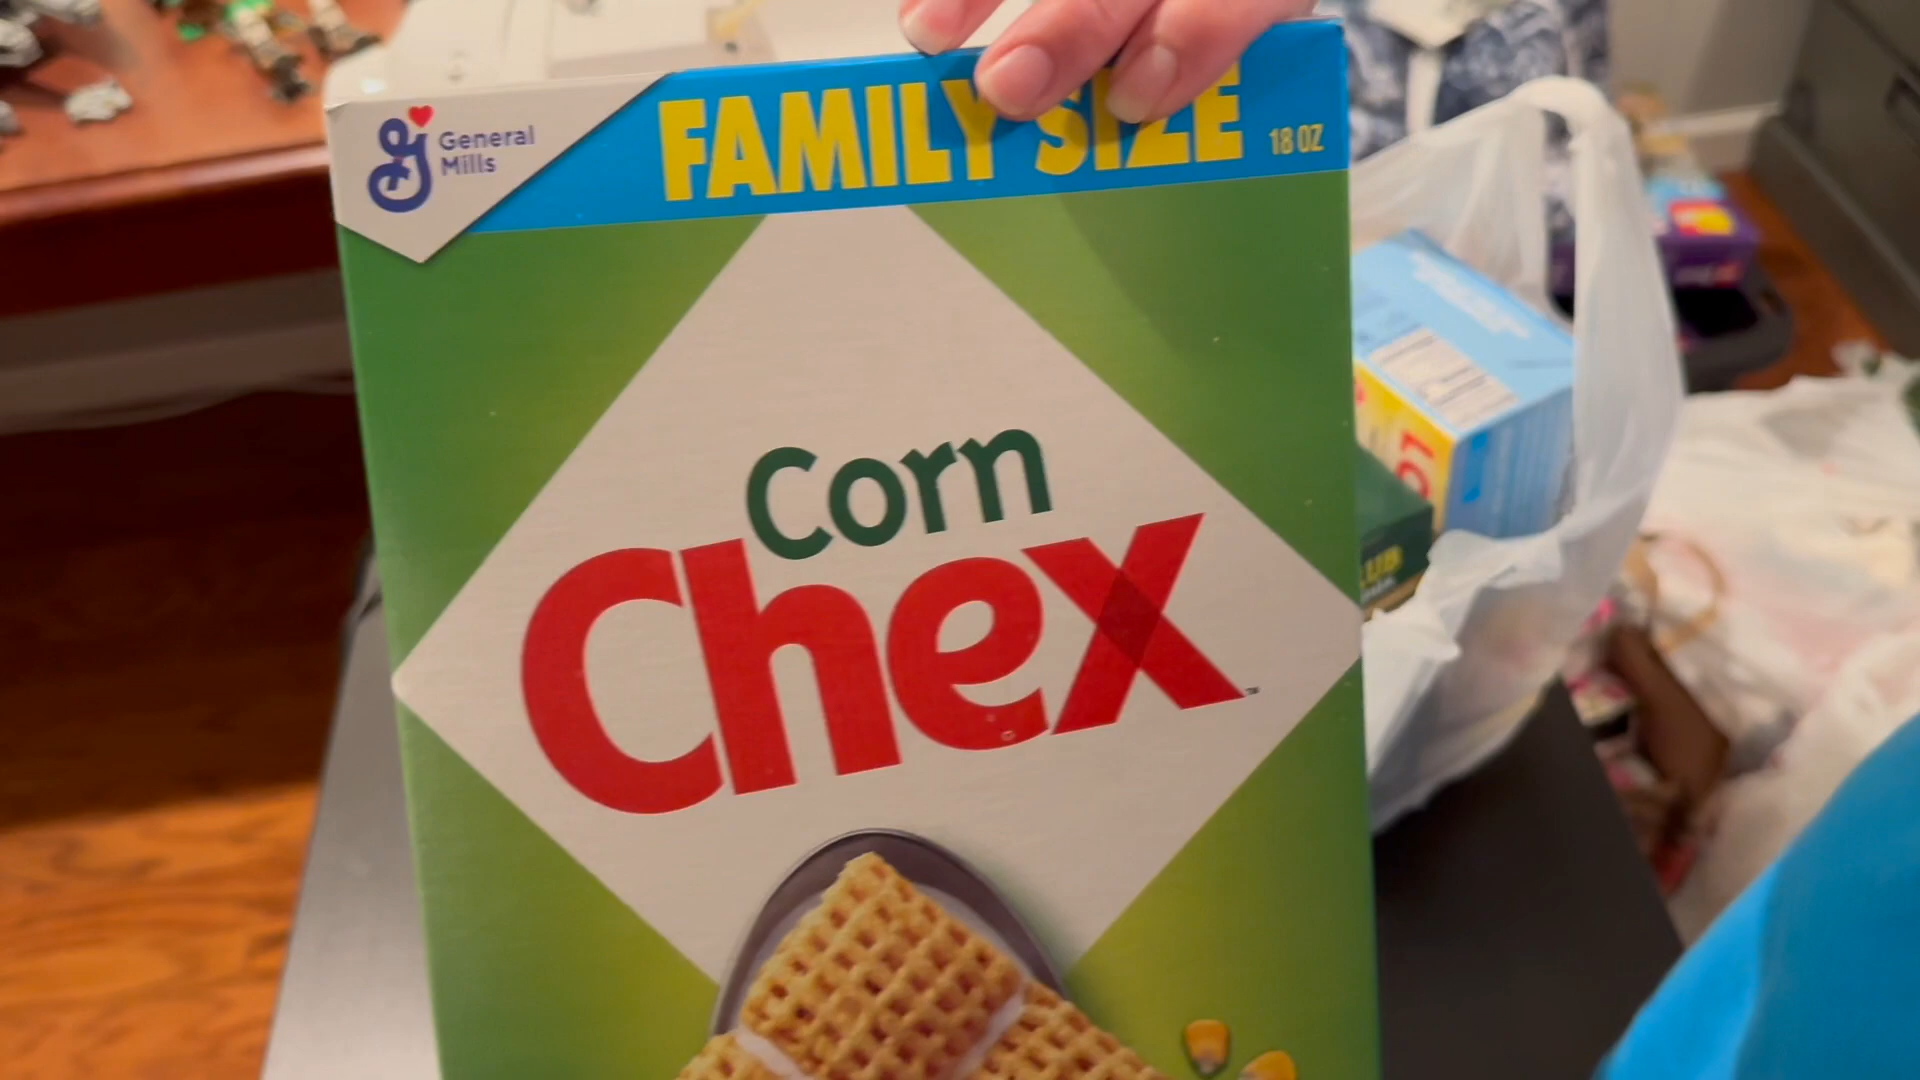 General
Mills
FAMILY SIZE
18 OZ
Corn
Chex